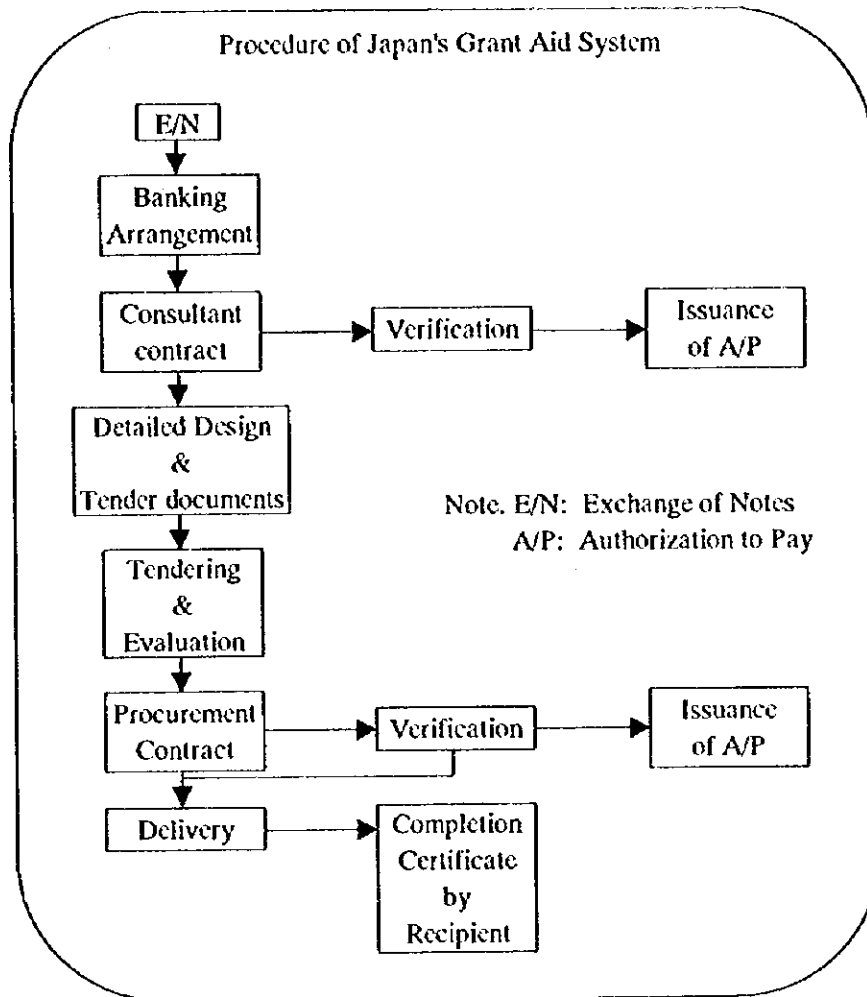 Procedure of Japan's Grant Aid System
E/N
Banking
Arrangement
Consultant
contract
Verification
Issuance
of A/P
Detailed Design
&
Tender documents
Note. E/N: Exchange of Notes
A/P: Authorization to Pay
Tendering
&
Evaluation
Procurement
Contract
Verification
Issuance
of A/P
Delivery
Completion
Certificate
by
Recipient